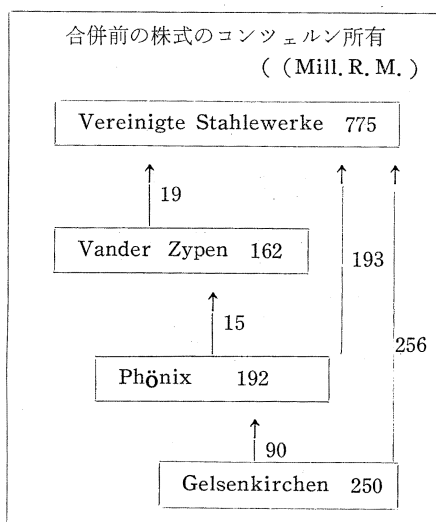 合併前の株式のコンツェルン所有
( (Mill. R. M. )
Vereinigte Stahlewerke 775
19
Vander Zypen 162
193
15
256
Phönix 192
90
Gelsenkirchen 250